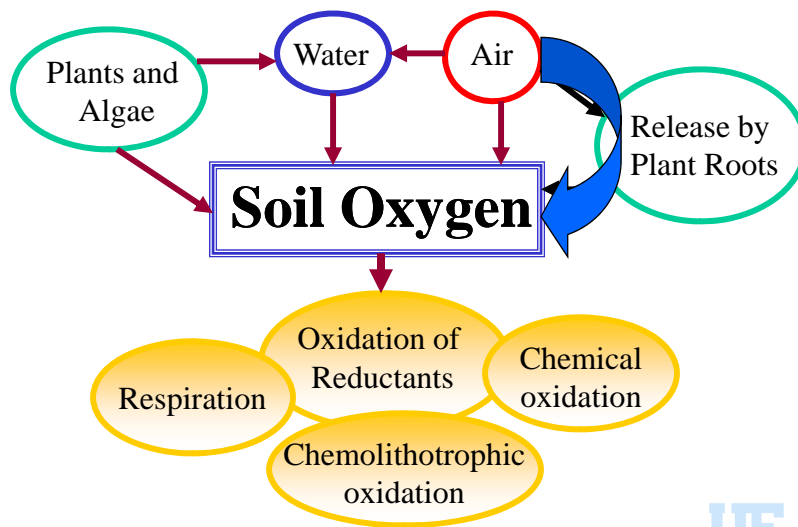 Plants and
Algae
Water
Air
Release by
Plant Roots
Soil Oxygen
Oxidation of
Reductants
Respiration
Chemical
oxidation
Chemolithotrophic
oxidation